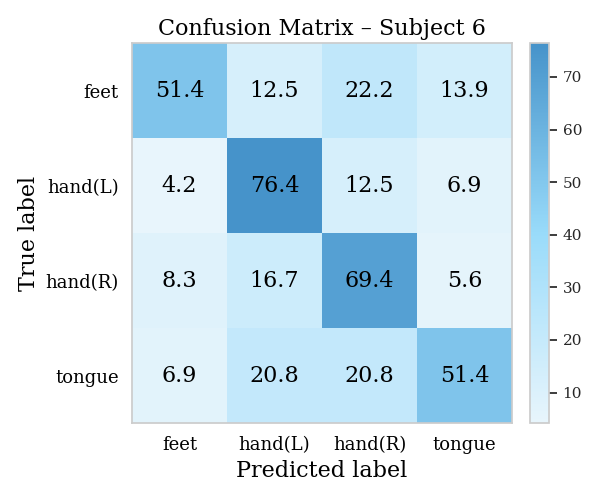 Confusion Matrix – Subject 6
True label
feet 51.4 12.5 22.2 13.9
hand(L) 4.2 76.4 12.5 6.9
hand(R) 8.3 16.7 69.4 5.6
tongue 6.9 20.8 20.8 51.4
feet hand(L) hand(R) tongue
Predicted label
70
60
50
40
30
20
10